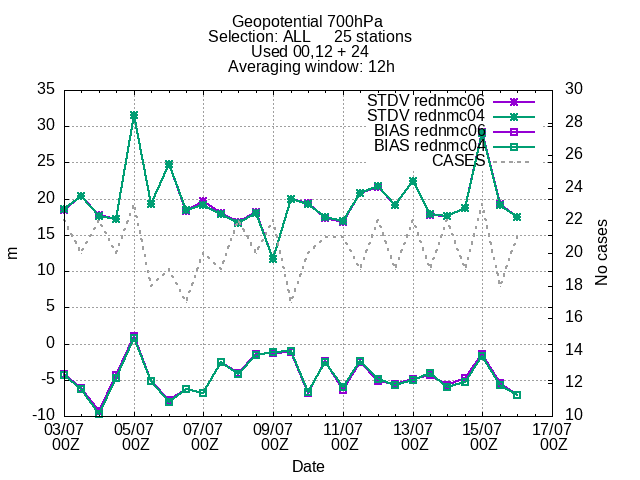 Geopotential 700hPa
Selection: ALL 25 stations
Used 00,12 + 24
Averaging window: 12h
STDV rednmc06
STDV rednmc04
BIAS rednmc06
BIAS rednmc04
CASES
35
30
25
20
15
10
5
0
-5
-10
m
30
28
26
24
22
20
18
16
14
12
10
No cases
03/07 05/07 07/07 09/07 11/07 13/07 15/07 17/07
00Z 00Z 00Z 00Z 00Z 00Z 00Z 00Z
Date